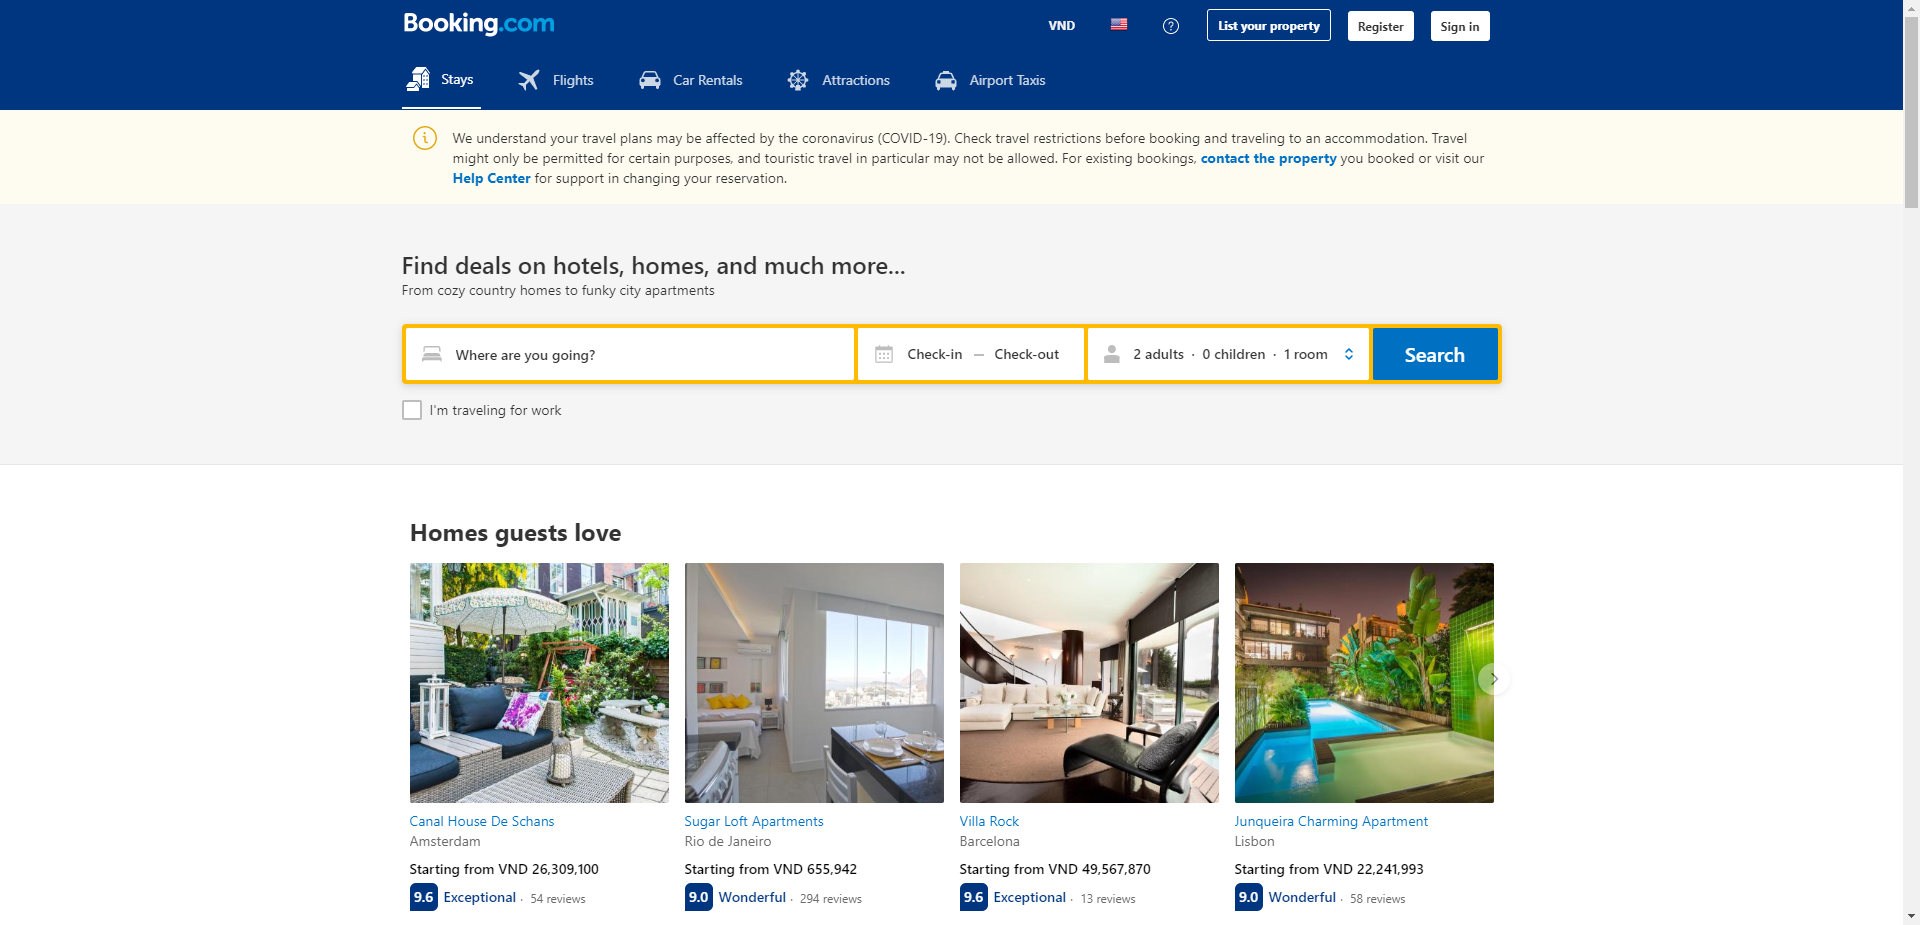 Booking.com
VND
List your property
Register
Sign in
Stays
Flights
Car Rentals
Attractions
Airport Taxis
We understand your travel plans may be affected by the coronavirus (COVID-19). Check travel restrictions before booking and traveling to an accommodation. Travel
might only be permitted for certain purposes, and touristic travel in particular may not be allowed. For existing bookings, contact the property you booked or visit our
Help Center for support in changing your reservation.
Find deals on hotels, homes, and much more...
From cozy country homes to funky city apartments
Where are you going?
Check-in — Check-out
2 adults · 0 children · 1 room
Search
I'm traveling for work
Homes guests love
Canal House De Schans
Amsterdam
Starting from VND 26,309,100
9.6 Exceptional · 54 reviews
Sugar Loft Apartments
Rio de Janeiro
Starting from VND 655,942
9.0 Wonderful · 294 reviews
Villa Rock
Barcelona
Starting from VND 49,567,870
9.6 Exceptional · 13 reviews
Junqueira Charming Apartment
Lisbon
Starting from VND 22,241,993
9.0 Wonderful · 58 reviews